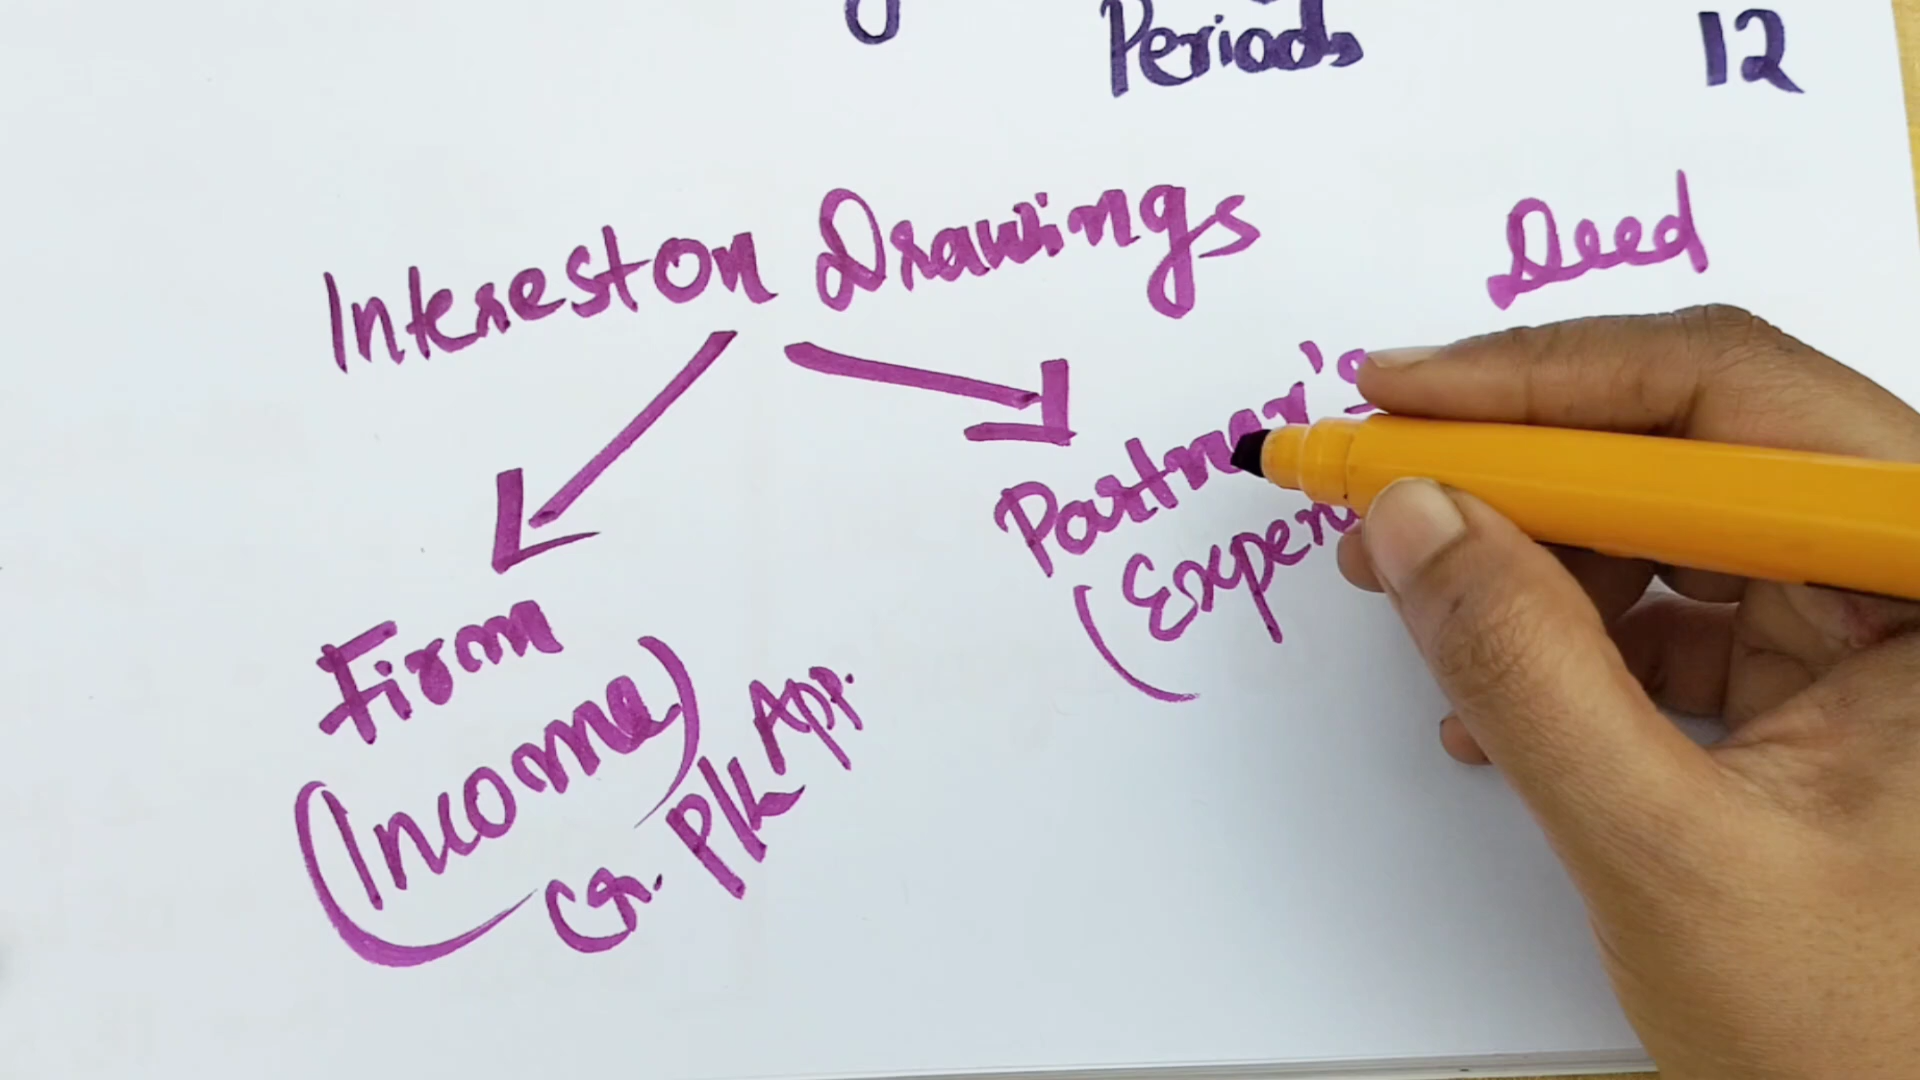 Periods 12
Interest on Drawings
Deed
Partner's
(Expen
Firm
(Income)
Cr. P/L App.